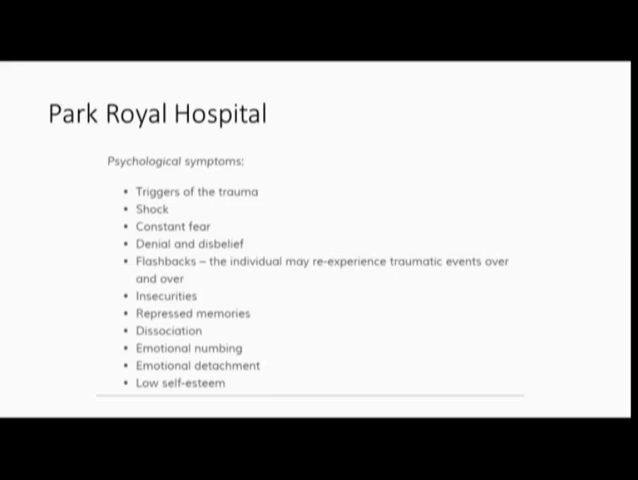 Park Royal Hospital
Psychological symptoms:
• Triggers of the trauma
• Shock
• Constant fear
• Denial and disbelief
• Flashbacks – the individual may re-experience traumatic events over
and over
• Insecurities
• Repressed memories
• Dissociation
• Emotional numbing
• Emotional detachment
• Low self-esteem